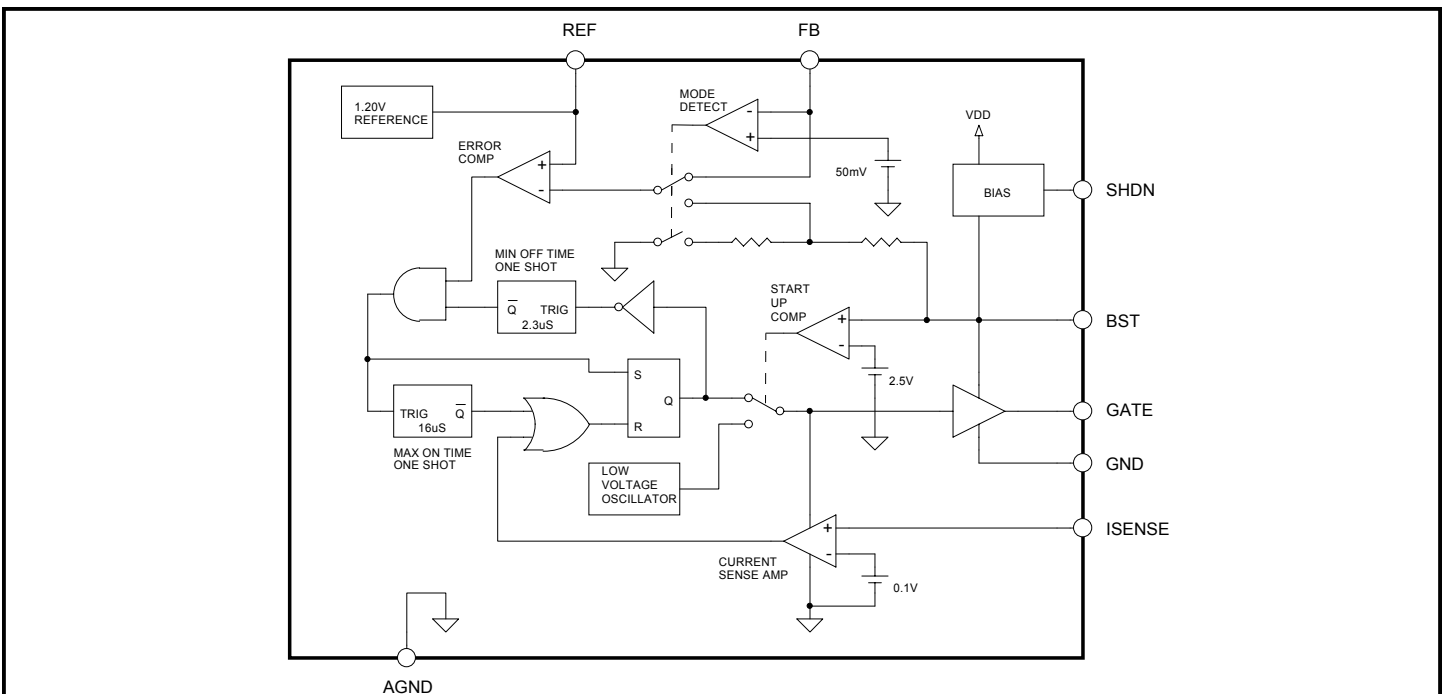 REF
FB
1.20V
REFERENCE
MODE
DETECT
-
+
VDD
ERROR
COMP
+
-
50mV
BIAS
SHDN
MIN OFF TIME
ONE SHOT
Q TRIG
2.3uS
START
UP
COMP
+
-
BST
2.5V
S
Q
R
TRIG Q
16uS
GATE
MAX ON TIME
ONE SHOT
LOW
VOLTAGE
OSCILLATOR
GND
ISENSE
+
-
CURRENT
SENSE AMP
0.1V
AGND